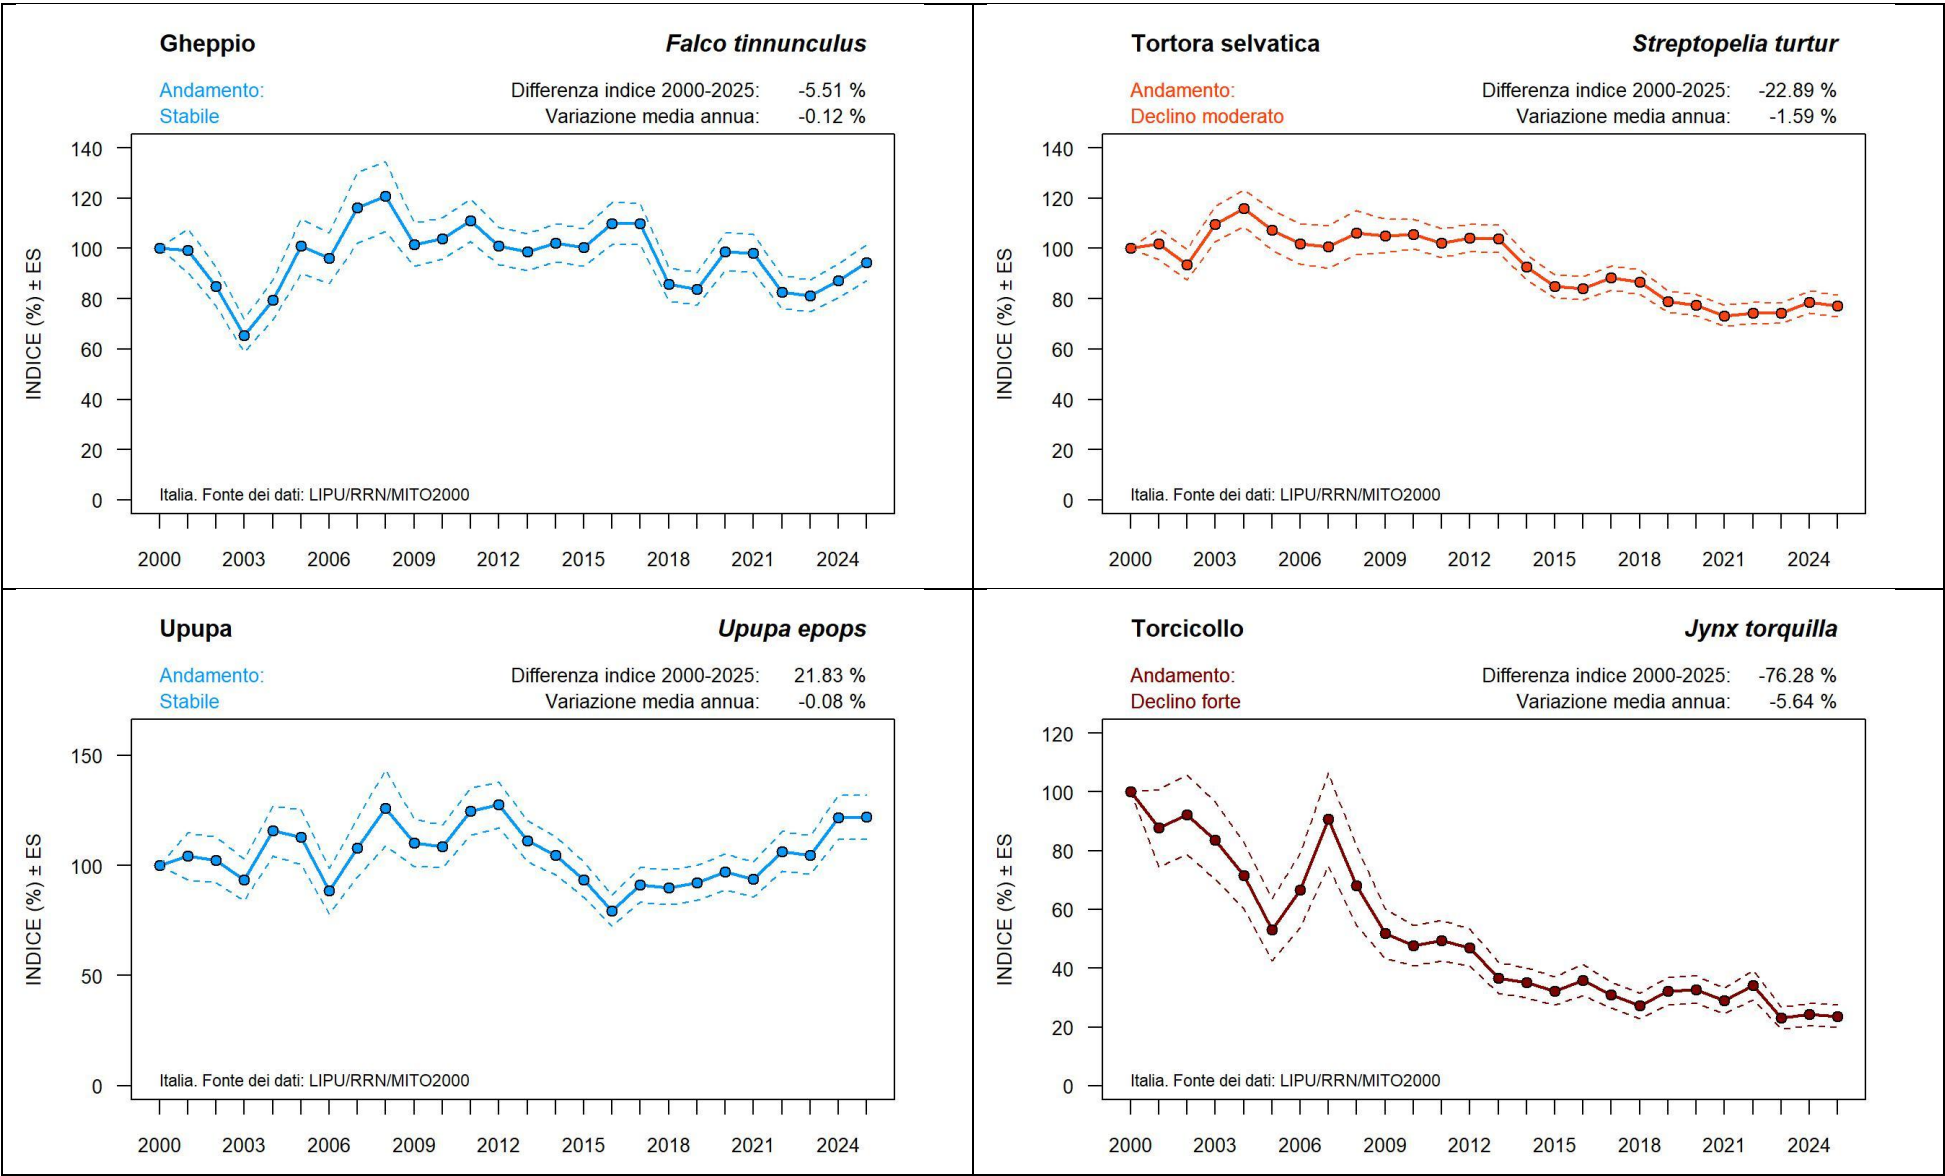 Gheppio Falco tinnunculus
Andamento: Differenza indice 2000-2025: -5.51 %
Stabile Variazione media annua: -0.12 %
INDICE (%) ± ES
140
120
100
80
60
40
20
0
Italia. Fonte dei dati: LIPU/RRN/MITO2000
2000 2003 2006 2009 2012 2015 2018 2021 2024
Tortora selvatica Streptopelia turtur
Andamento: Differenza indice 2000-2025: -22.89 %
Declino moderato Variazione media annua: -1.59 %
INDICE (%) ± ES
140
120
100
80
60
40
20
0
Italia. Fonte dei dati: LIPU/RRN/MITO2000
2000 2003 2006 2009 2012 2015 2018 2021 2024
Upupa Upupa epops
Andamento: Differenza indice 2000-2025: 21.83 %
Stabile Variazione media annua: -0.08 %
INDICE (%) ± ES
150
100
50
0
Italia. Fonte dei dati: LIPU/RRN/MITO2000
2000 2003 2006 2009 2012 2015 2018 2021 2024
Torcicollo Jynx torquilla
Andamento: Differenza indice 2000-2025: -76.28 %
Declino forte Variazione media annua: -5.64 %
INDICE (%) ± ES
120
100
80
60
40
20
0
Italia. Fonte dei dati: LIPU/RRN/MITO2000
2000 2003 2006 2009 2012 2015 2018 2021 2024